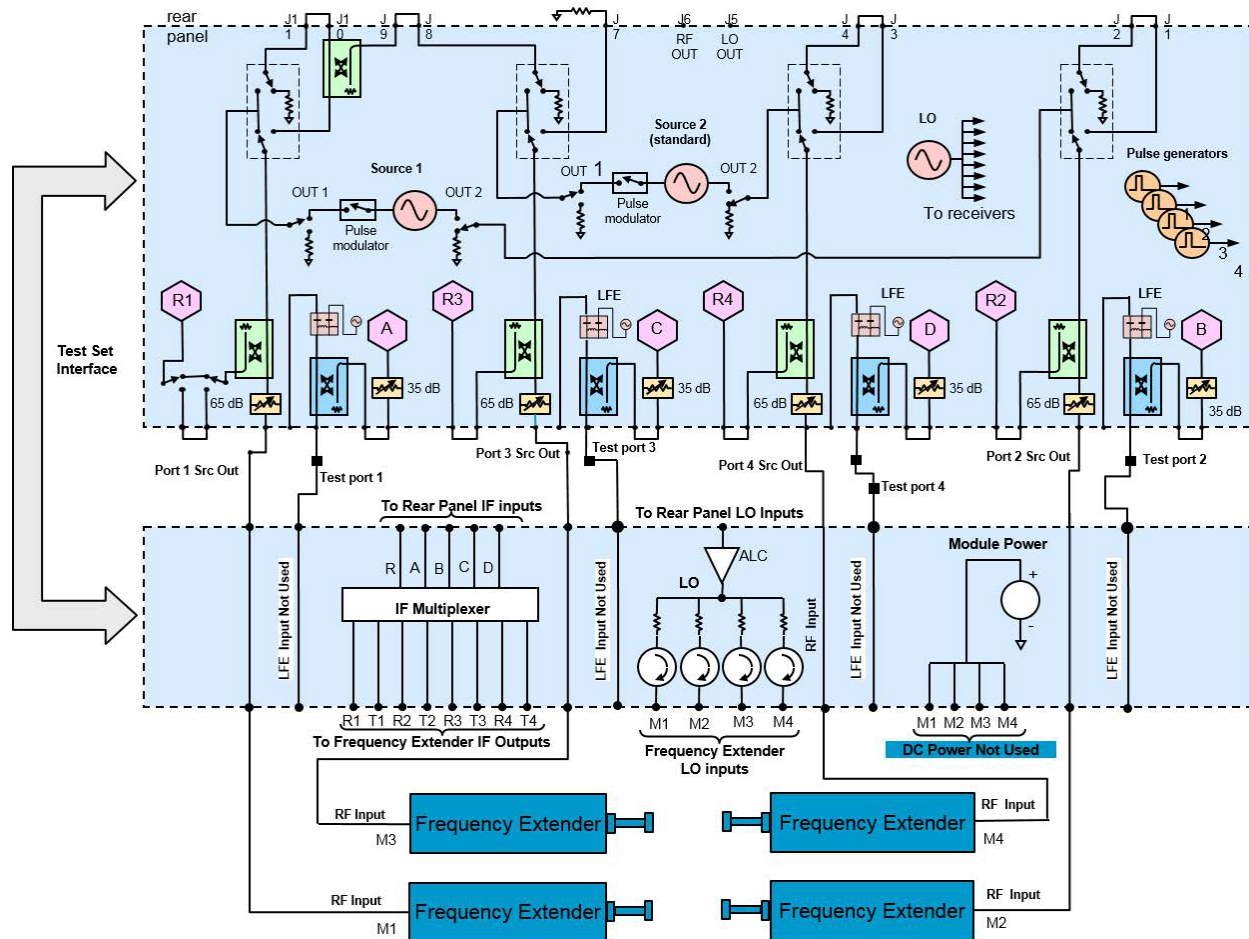 rear
panel
J1
1
J1
0
J
9
J
8
J
7
J6
RF
OUT
J5
LO
OUT
J
4
J
3
J
2
J
1
Source 2
(standard)
LO
Source 1
OUT 1
OUT 2
OUT 1
OUT 2
Pulse
modulator
Pulse
modulator
To receivers
Pulse generators
1
2
3
4
Test Set
Interface
R1
A
R3
LFE
C
R4
LFE
D
R2
LFE
B
65 dB
35 dB
65 dB
35 dB
65 dB
35 dB
65 dB
35 dB
Port 1 Src Out
Test port 1
Port 3 Src Out
Test port 3
Port 4 Src Out
Test port 4
Port 2 Src Out
Test port 2
To Rear Panel IF inputs
To Rear Panel LO Inputs
Module Power
LFE Input Not Used
R
A
B
C
D
IF Multiplexer
LFE Input Not Used
ALC
LO
RF Input
LFE Input Not Used
+
-
LFE Input Not Used
R1 T1 R2 T2 R3 T3 R4 T4
To Frequency Extender IF Outputs
M1 M2 M3 M4
Frequency Extender
LO inputs
M1 M2 M3 M4
DC Power Not Used
RF Input
M3
Frequency Extender
Frequency Extender
RF Input
M4
RF Input
M1
Frequency Extender
Frequency Extender
RF Input
M2